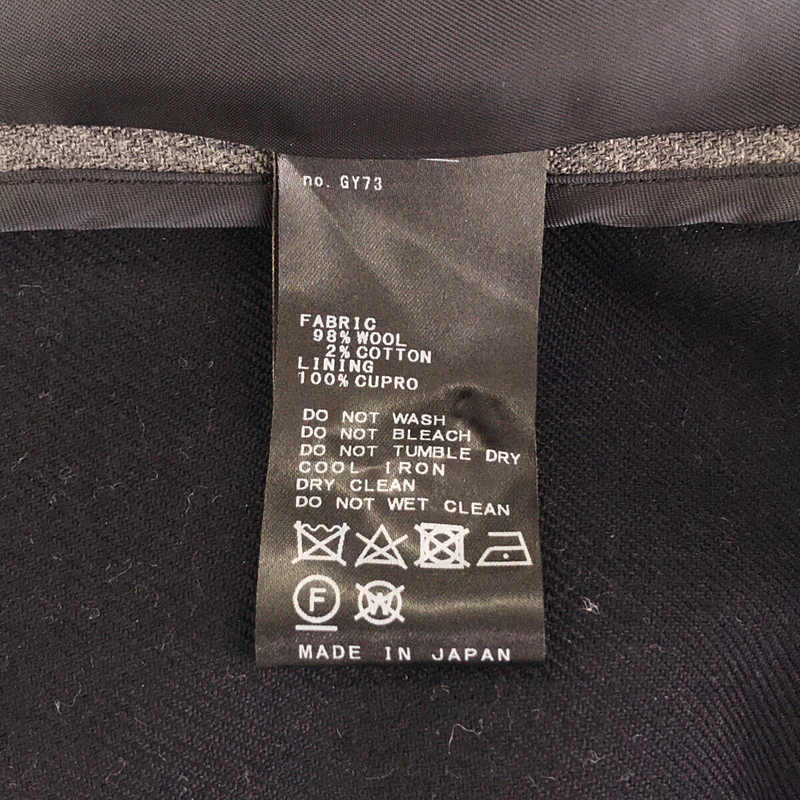 no. GY73
FABRIC
98% WOOL
2% COTTON
LINING
100% CUPRO
DO NOT WASH
DO NOT BLEACH
DO NOT TUMBLE DRY
COOL IRON
DRY CLEAN
DO NOT WET CLEAN
F W
MADE IN JAPAN